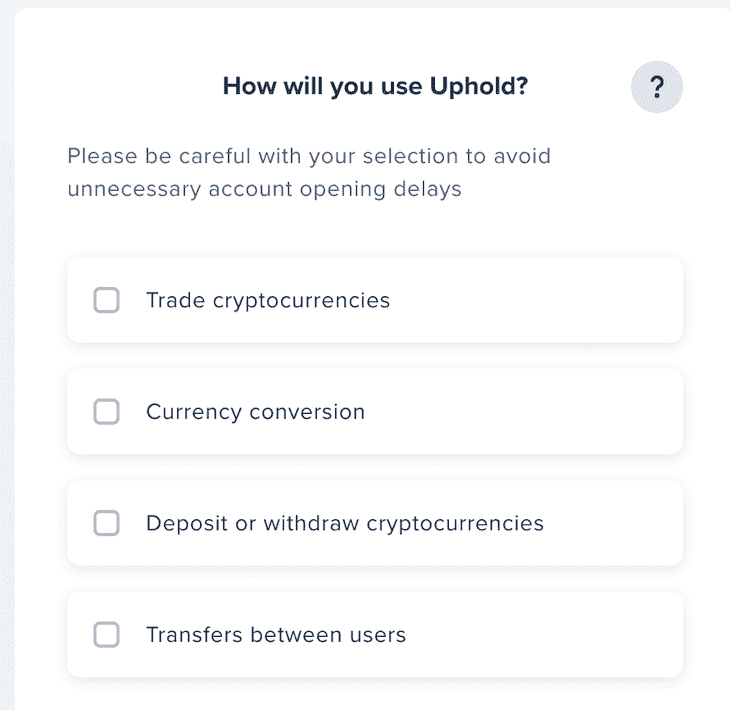 How will you use Uphold?
?
Please be careful with your selection to avoid
unnecessary account opening delays
Trade cryptocurrencies
Currency conversion
Deposit or withdraw cryptocurrencies
Transfers between users